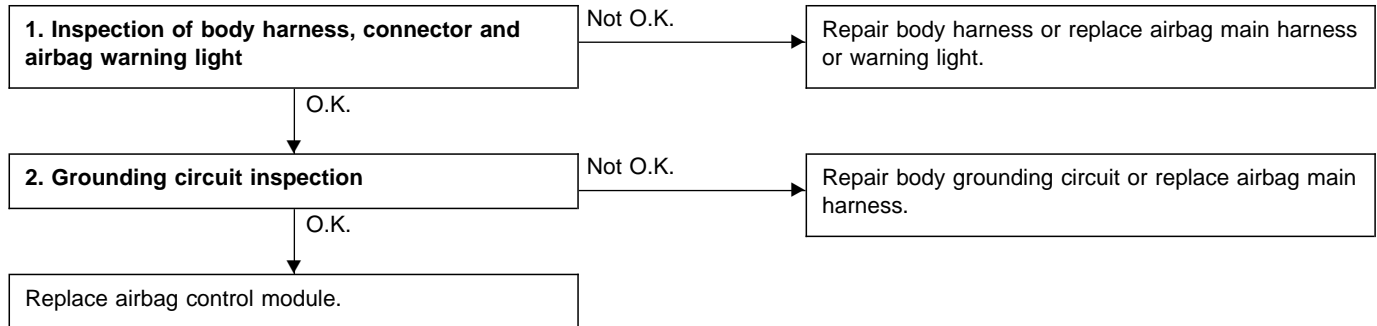 1. Inspection of body harness, connector and
airbag warning light
Not O.K.
Repair body harness or replace airbag main harness
or warning light.
O.K.
2. Grounding circuit inspection
Not O.K.
Repair body grounding circuit or replace airbag main
harness.
O.K.
Replace airbag control module.